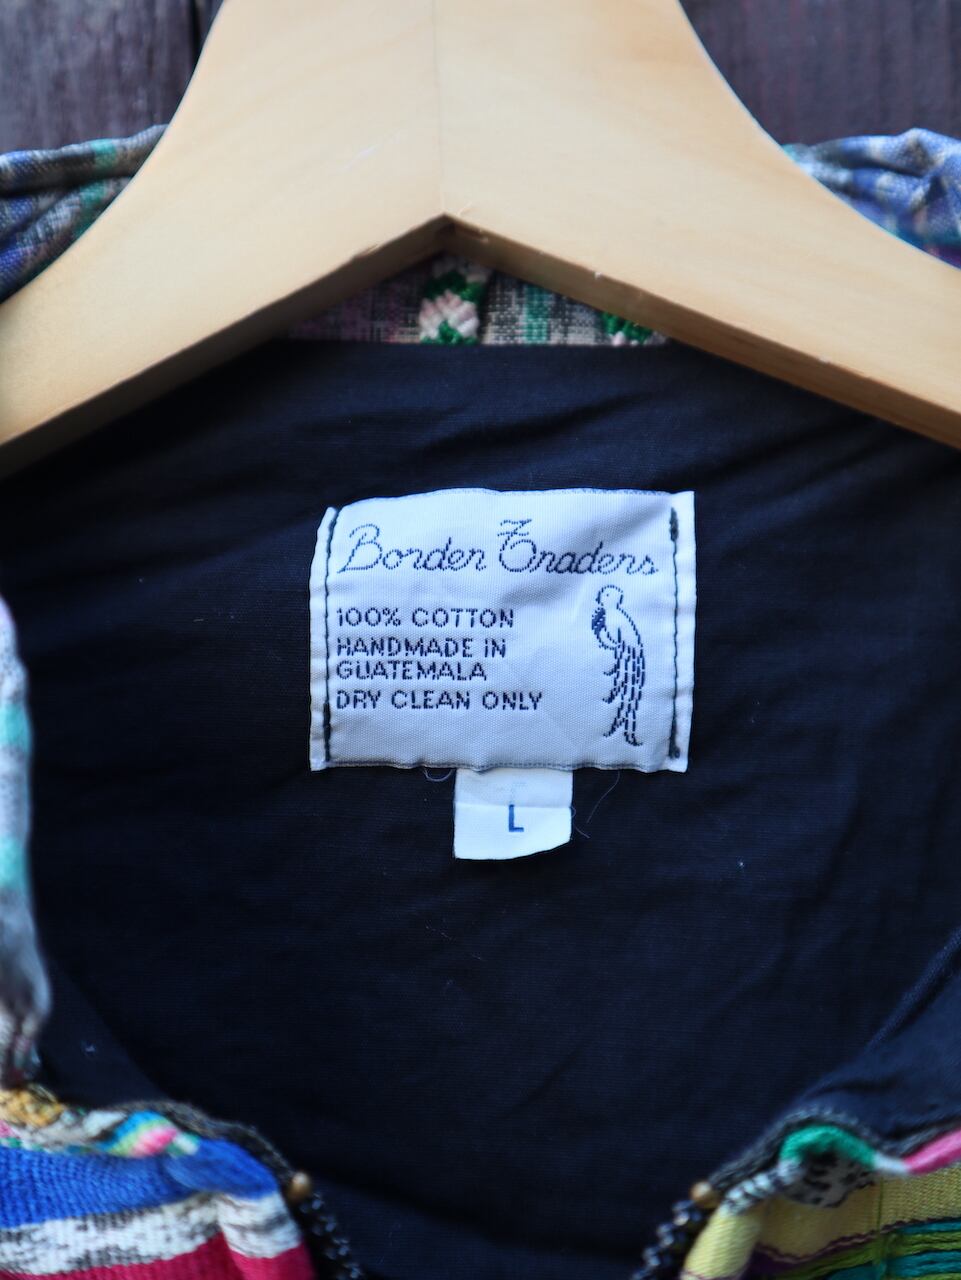 Border Traders
100% COTTON
HANDMADE IN
GUATEMALA
DRY CLEAN ONLY
L